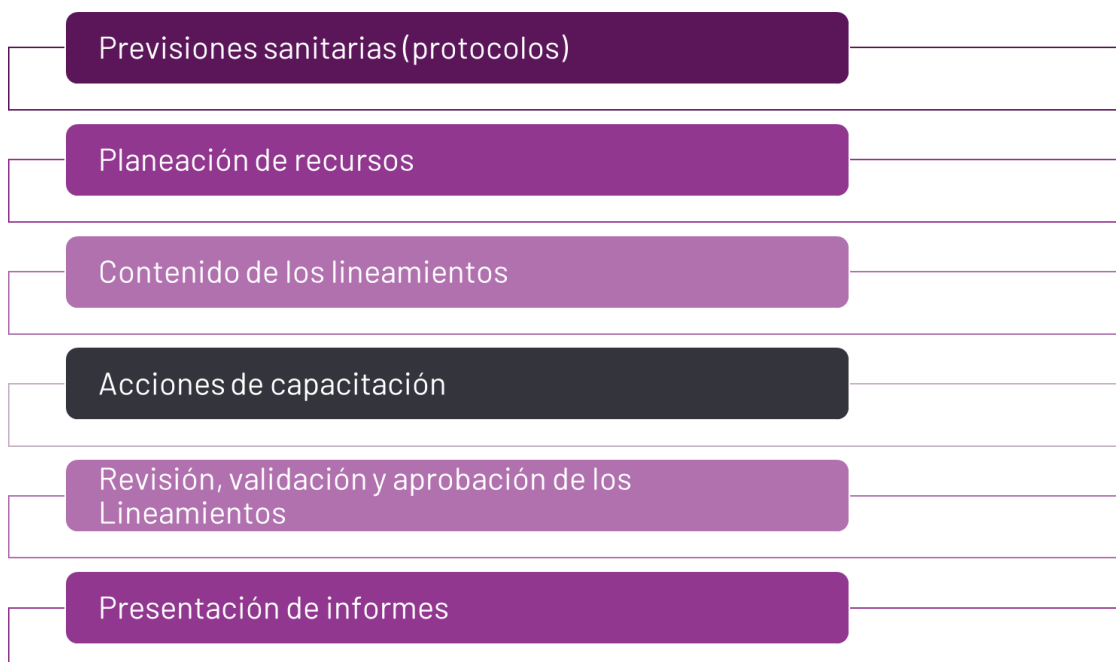 Previsiones sanitarias (protocolos)
Planeación de recursos
Contenido de los lineamientos
Acciones de capacitación
Revisión, validación y aprobación de los
Lineamientos
Presentación de informes